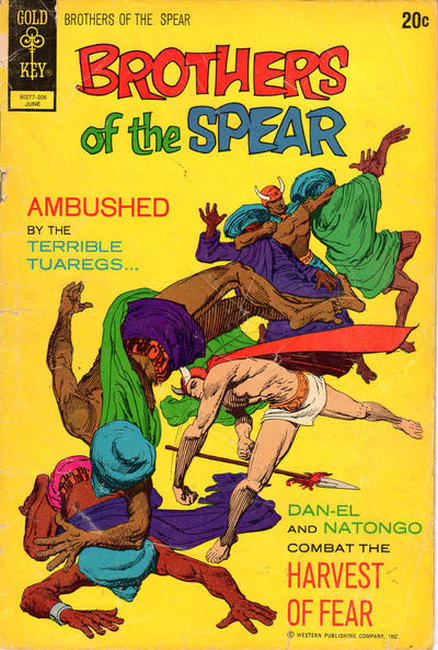 GOLD
KEY
®
90277-206
JUNE
BROTHERS OF THE SPEAR
20c
BROTHERS
of the SPEAR
AMBUSHED
BY THE
TERRIBLE
TUAREGS...
DAN-EL
AND NATONGO
COMBAT THE
HARVEST
OF FEAR
© WESTERN PUBLISHING COMPANY, INC.